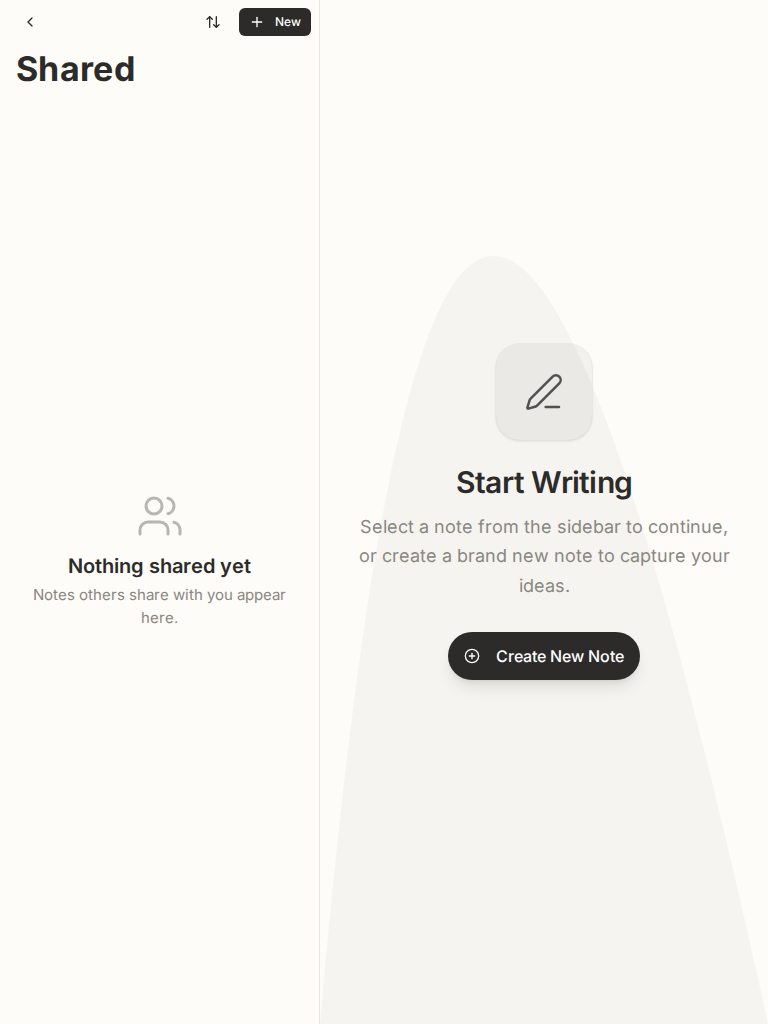 New
Shared
Nothing shared yet
Notes others share with you appear
here.
Start Writing
Select a note from the sidebar to continue,
or create a brand new note to capture your
ideas.
Create New Note